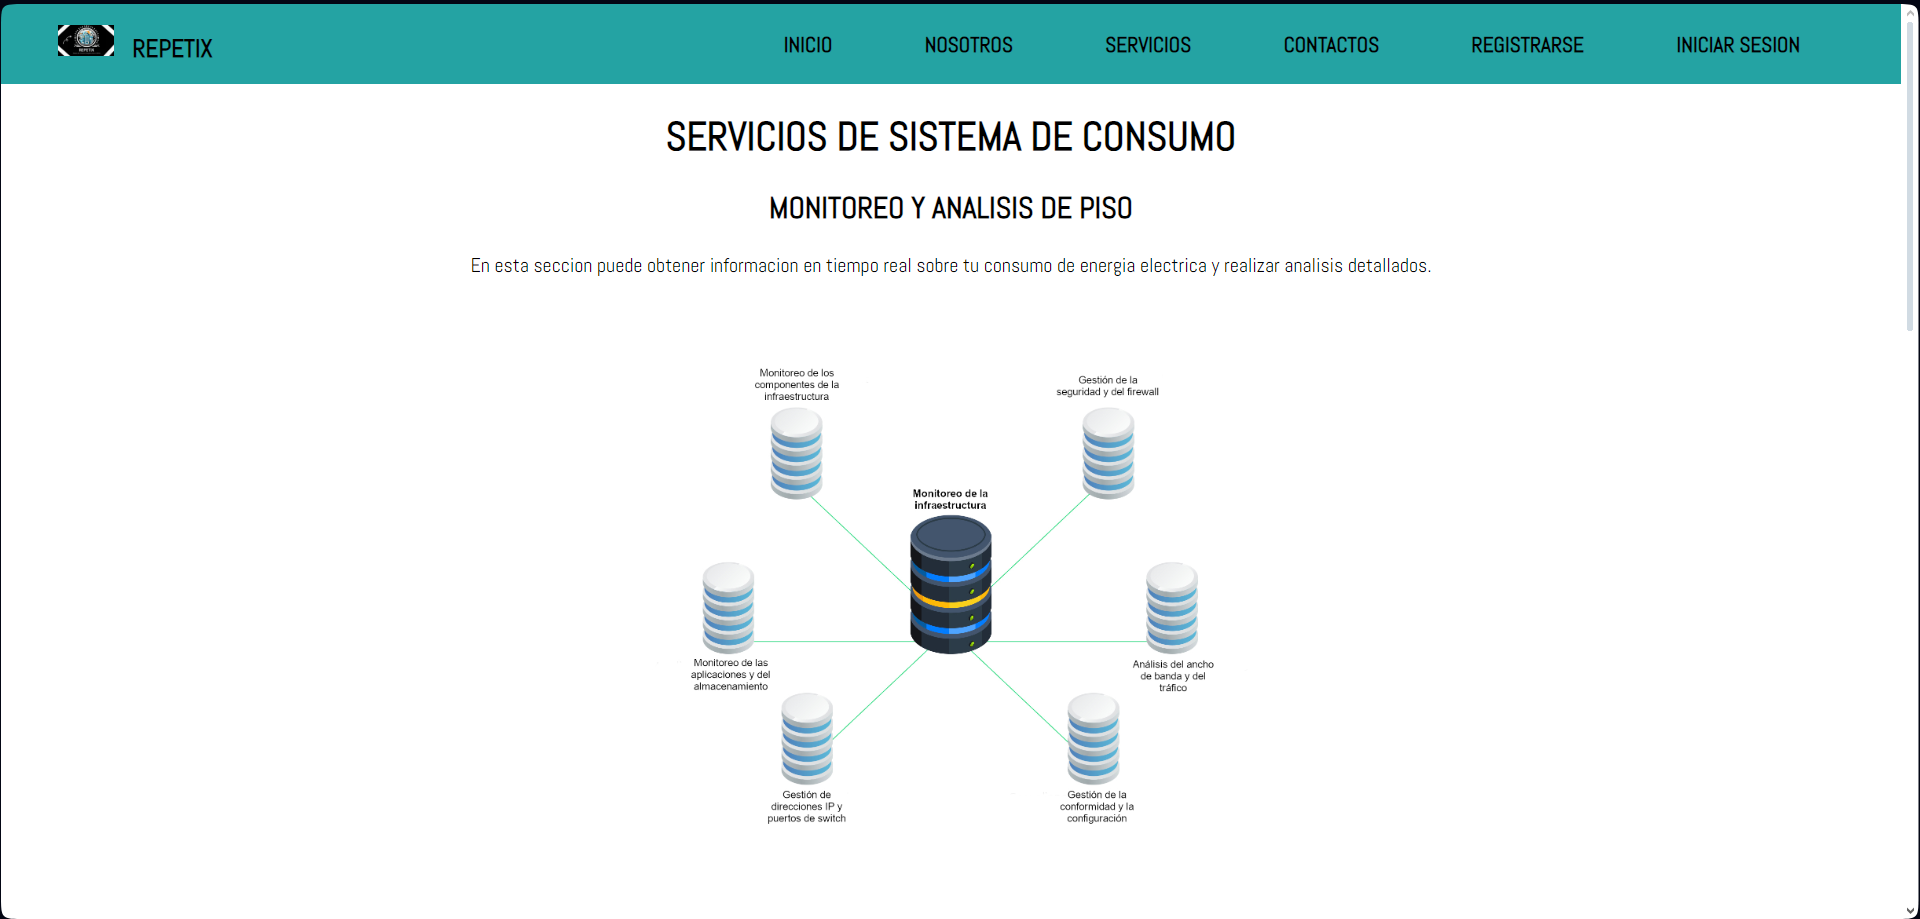 REPETIX
REPETIX
INICIO
NOSOTROS
SERVICIOS
CONTACTOS
REGISTRARSE
INICIAR SESION
SERVICIOS DE SISTEMA DE CONSUMO
MONITOREO Y ANALISIS DE PISO
En esta seccion puede obtener informacion en tiempo real sobre tu consumo de energia electrica y realizar analisis detallados.
Monitoreo de los
componentes de la
infraestructura
Gestión de la
seguridad y del firewall
Monitoreo de la
infraestructura
Monitoreo de las
aplicaciones y del
almacenamiento
Análisis del ancho
de banda y del
tráfico
Gestión de
direcciones IP y
puertos de switch
Gestión de la
conformidad y la
configuración